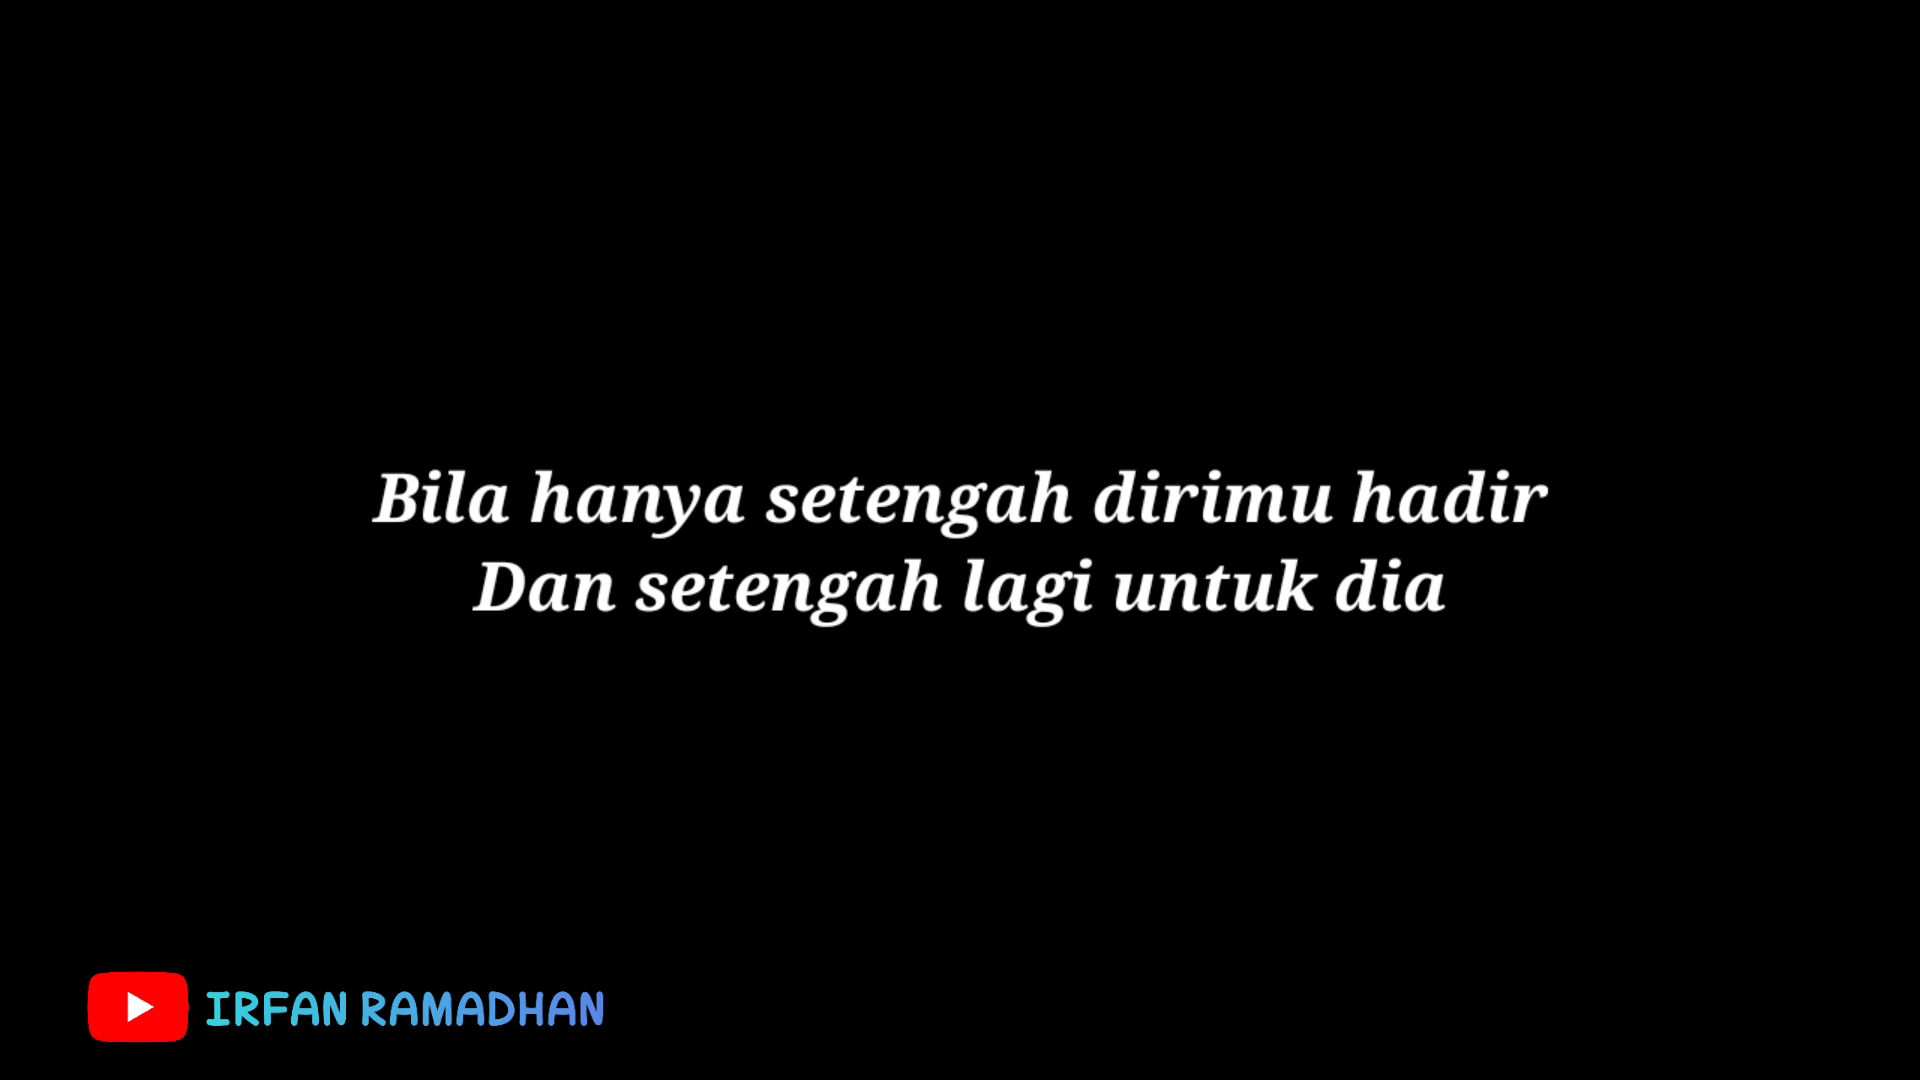 Bila hanya setengah dirimu hadir
Dan setengah lagi untuk dia
IRFAN RAMADHAN